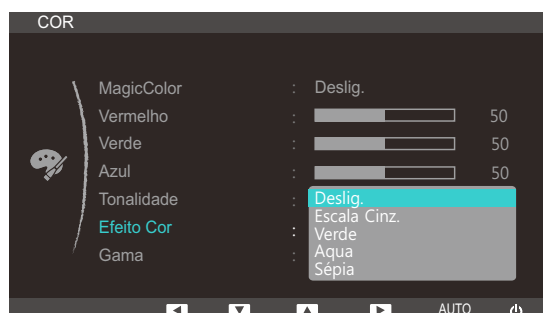 COR
MagicColor : Deslig.
Vermelho : 50
Verde : 50
Azul : 50
Tonalidade : Deslig.
Escala Cinz.
Efeito Cor : Verde
Aqua
Gama : Sépia
AUTO